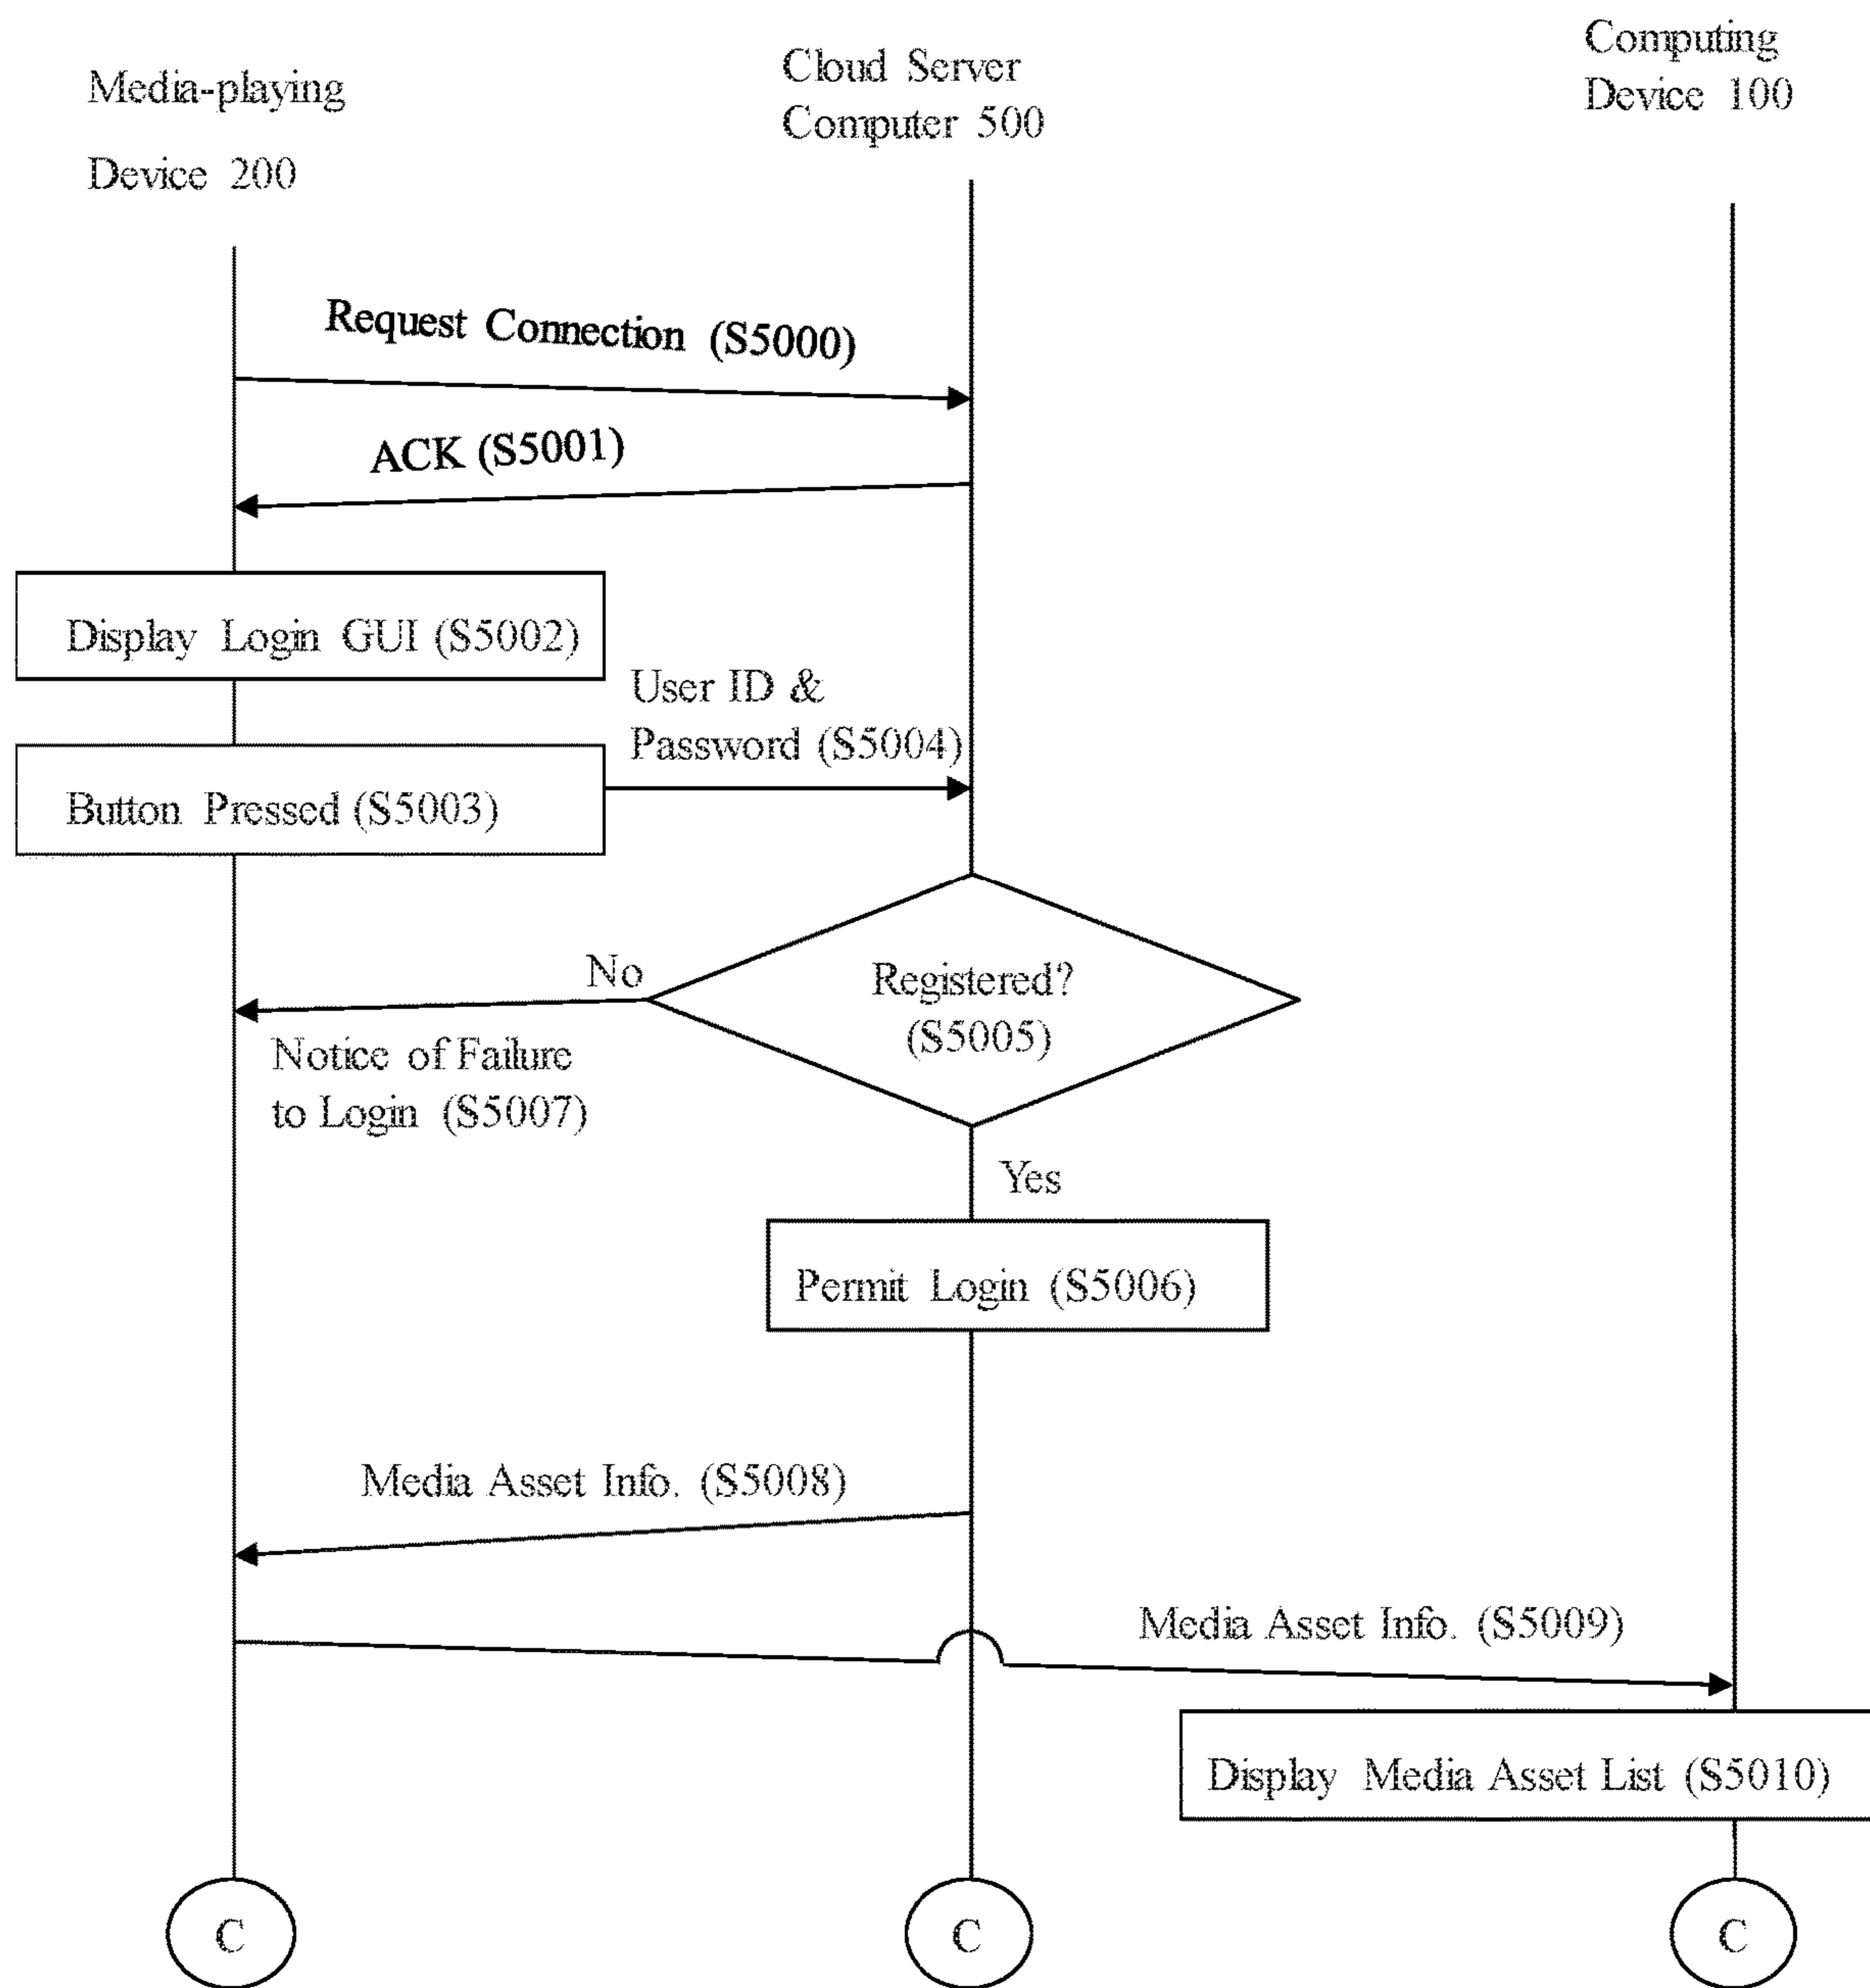 Media-playing
Device 200
Cloud Server
Computer 500
Computing
Device 100
Request Connection (S5000)
ACK (S5001)
Display Login GUI (S5002)
User ID &
Password (S5004)
Button Pressed (S5003)
No
Registered?
(S5005)
Notice of Failure
to Login (S5007)
Yes
Permit Login (S5006)
Media Asset Info. (S5008)
Media Asset Info. (S5009)
Display Media Asset List (S5010)
C
C
C